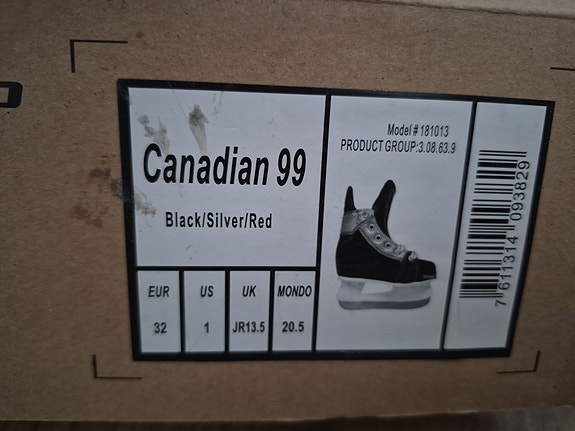 Canadian 99
Black/Silver/Red
EUR US UK MONDO
32 1 JR13.5 20.5
Model # 181013
PRODUCT GROUP:3.08.63.9
7 611314 093829